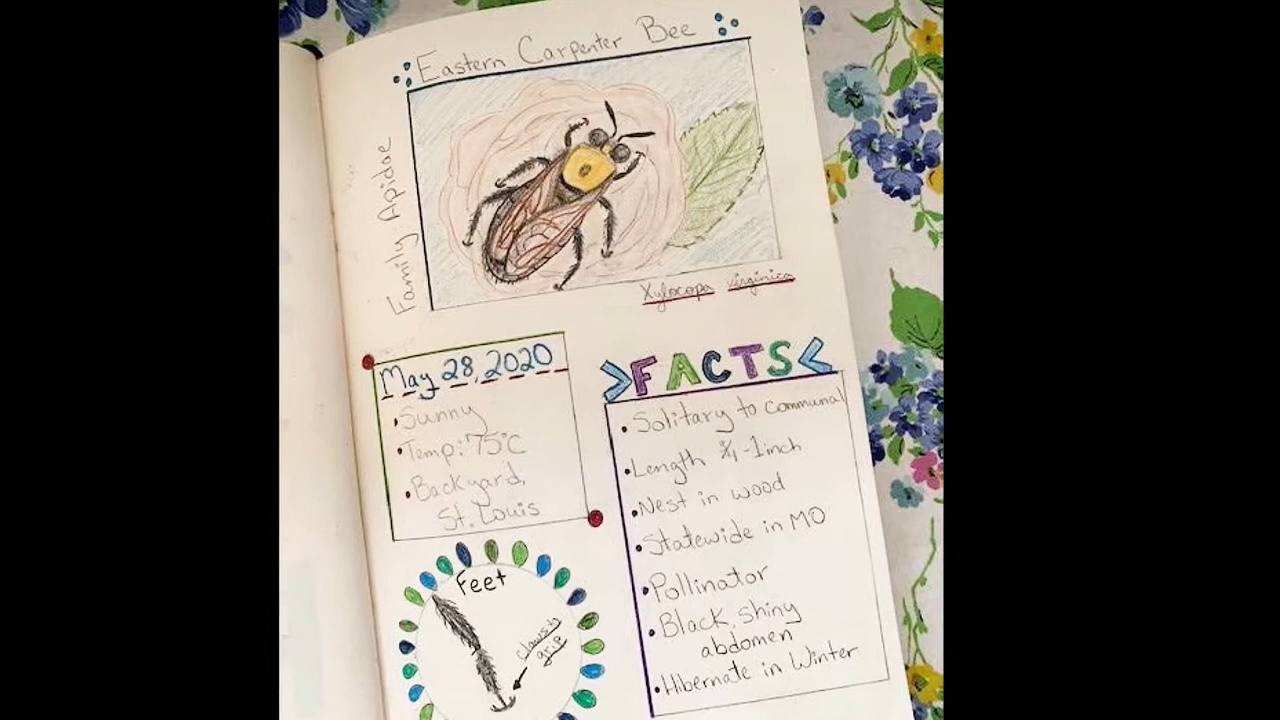 Eastern Carpenter Bee
Family Apidae
Xylocopa virginica
May 28, 2020
• Sunny
• Temp: 75°C
• Backyard,
St. Louis
Feet
claws to
grip
>FACTS<
• Solitary to communal
• Length ¾-1inch
• Nest in wood
• Statewide in MO
• Pollinator
• Black, shiny
abdomen
• Hibernate in Winter